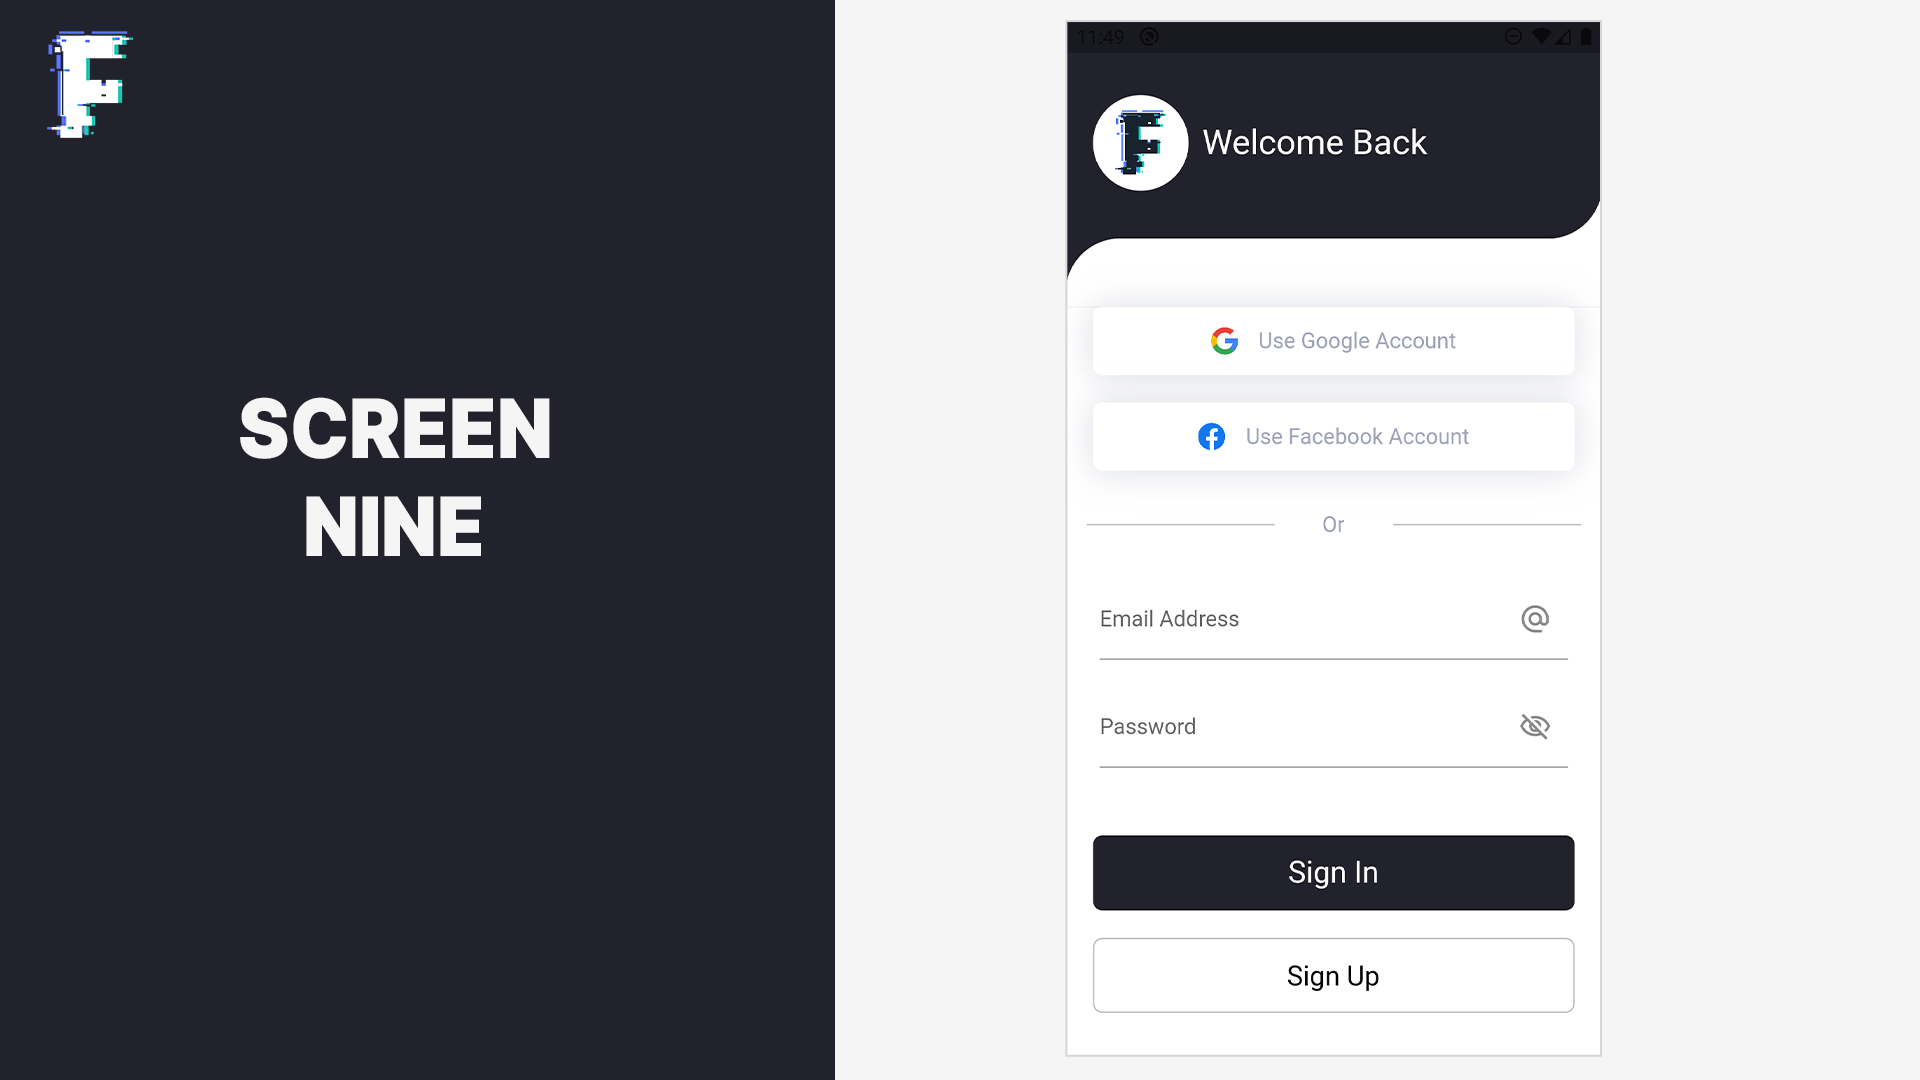 F
SCREEN
NINE
11:49
F
Welcome Back
Use Google Account
Use Facebook Account
Or
Email Address
Password
Sign In
Sign Up